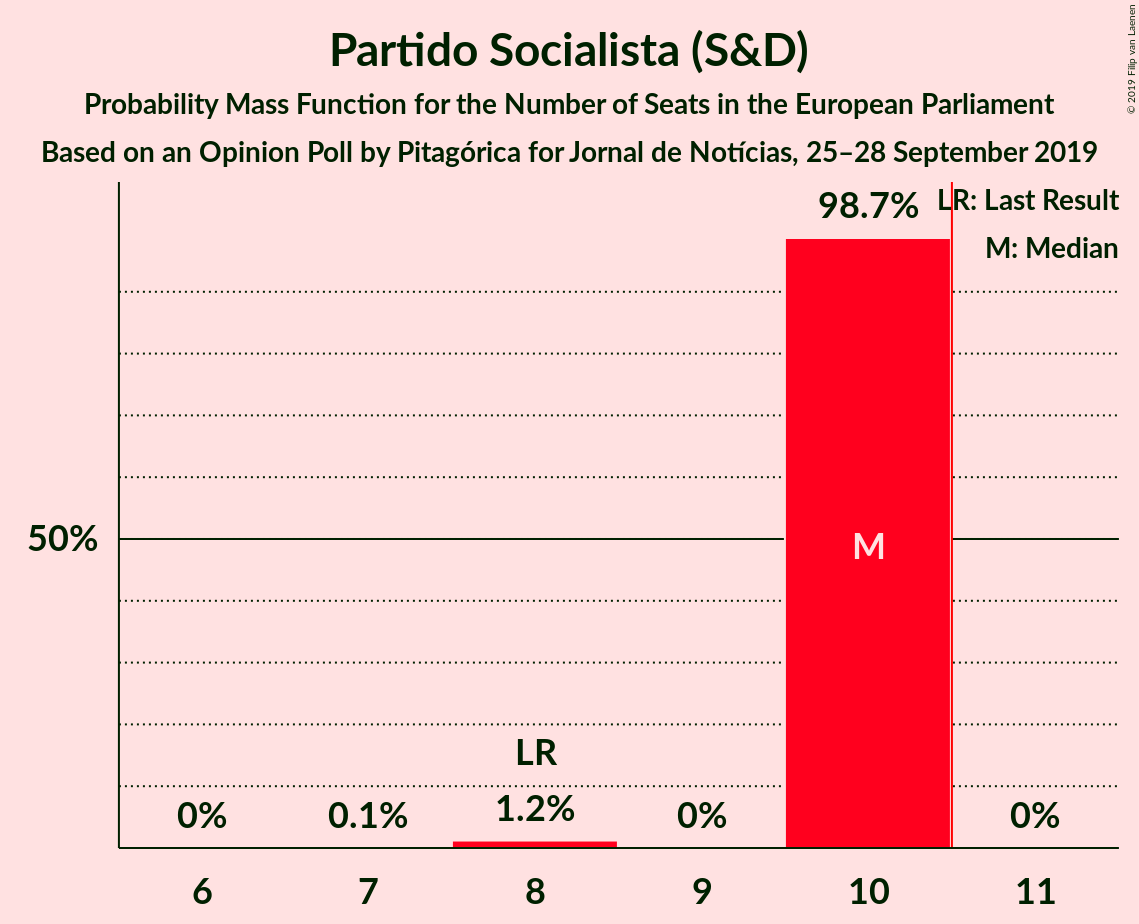 Partido Socialista (S&D)
Probability Mass Function for the Number of Seats in the European Parliament
Based on an Opinion Poll by Pitagórica for Jornal de Notícias, 25–28 September 2019
© 2019 Filip van Laenen
LR: Last Result
M: Median
98.7%
50%
M
LR
0%
0.1%
1.2%
0%
0%
6
7
8
9
10
11